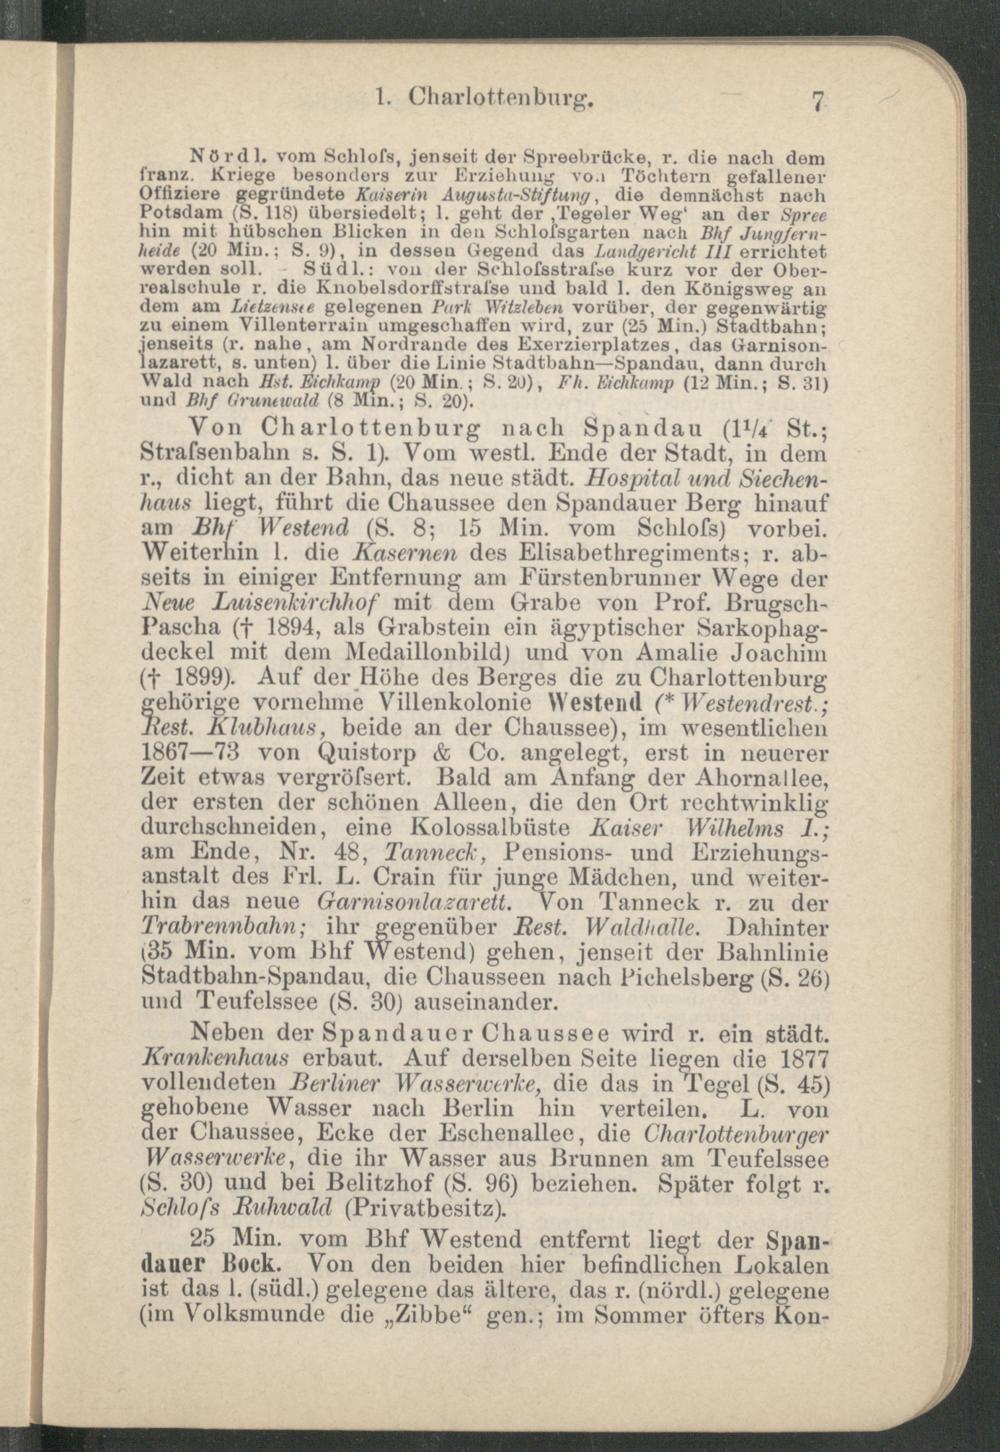 1. Charlottenburg.
7
Nördl. vom Schloſs, jenseit der Spreebrücke, r. die nach dem
franz. Kriege besonders zur Erziehung von Töchtern gefallener
Offiziere gegründete Kaiserin Augusta-Stiftung, die demnächst nach
Potsdam (S. 118) übersiedelt; l. geht der ‚Tegeler Weg‘ an der Spree
hin mit hübschen Blicken in den Schloſsgarten nach Bhf Jungfern-
heide (20 Min.; S. 9), in dessen Gegend das Landgericht III errichtet
werden soll. - Südl.: von der Schloſsstraſse kurz vor der Ober-
realschule r. die Knobelsdorffstraſse und bald l. den Königsweg an
dem am Lietzensee gelegenen Park Witzleben vorüber, der gegenwärtig
zu einem Villenterrain umgeschaffen wird, zur (25 Min.) Stadtbahn;
jenseits (r. nahe, am Nordrande des Exerzierplatzes, das Garnison-
lazarett, s. unten) l. über die Linie Stadtbahn—Spandau, dann durch
Wald nach Hst. Eichkamp (20 Min.; S. 20), Fh. Eichkamp (12 Min.; S. 31)
und Bhf Grunewald (8 Min.; S. 20).
Von Charlottenburg nach Spandau (1¼ St.;
Straſsenbahn s. S. 1). Vom westl. Ende der Stadt, in dem
r., dicht an der Bahn, das neue städt. Hospital und Siechen-
haus liegt, führt die Chaussee den Spandauer Berg hinauf
am Bhf Westend (S. 8; 15 Min. vom Schloſs) vorbei.
Weiterhin l. die Kasernen des Elisabethregiments; r. ab-
seits in einiger Entfernung am Fürstenbrunner Wege der
Neue Luisenkirchhof mit dem Grabe von Prof. Brugsch-
Pascha († 1894, als Grabstein ein ägyptischer Sarkophag-
deckel mit dem Medaillonbild) und von Amalie Joachim
(† 1899). Auf der Höhe des Berges die zu Charlottenburg
gehörige vornehme Villenkolonie Westend (* Westendrest.;
Rest. Klubhaus, beide an der Chaussee), im wesentlichen
1867—73 von Quistorp & Co. angelegt, erst in neuerer
Zeit etwas vergröſsert. Bald am Anfang der Ahornallee,
der ersten der schönen Alleen, die den Ort rechtwinklig
durchschneiden, eine Kolossalbüste Kaiser Wilhelms I.;
am Ende, Nr. 48, Tanneck, Pensions- und Erziehungs-
anstalt des Frl. L. Crain für junge Mädchen, und weiter-
hin das neue Garnisonlazarett. Von Tanneck r. zu der
Trabrennbahn; ihr gegenüber Rest. Waldhalle. Dahinter
(35 Min. vom Bhf Westend) gehen, jenseit der Bahnlinie
Stadtbahn-Spandau, die Chausseen nach Pichelsberg (S. 26)
und Teufelssee (S. 30) auseinander.
Neben der Spandauer Chaussee wird r. ein städt.
Krankenhaus erbaut. Auf derselben Seite liegen die 1877
vollendeten Berliner Wasserwerke, die das in Tegel (S. 45)
gehobene Wasser nach Berlin hin verteilen. L. von
der Chaussee, Ecke der Eschenallee, die Charlottenburger
Wasserwerke, die ihr Wasser aus Brunnen am Teufelssee
(S. 30) und bei Belitzhof (S. 96) beziehen. Später folgt r.
Schloſs Ruhwald (Privatbesitz).
25 Min. vom Bhf Westend entfernt liegt der Span-
dauer Bock. Von den beiden hier befindlichen Lokalen
ist das l. (südl.) gelegene das ältere, das r. (nördl.) gelegene
(im Volksmunde die „Zibbe“ gen.; im Sommer öfters Kon-